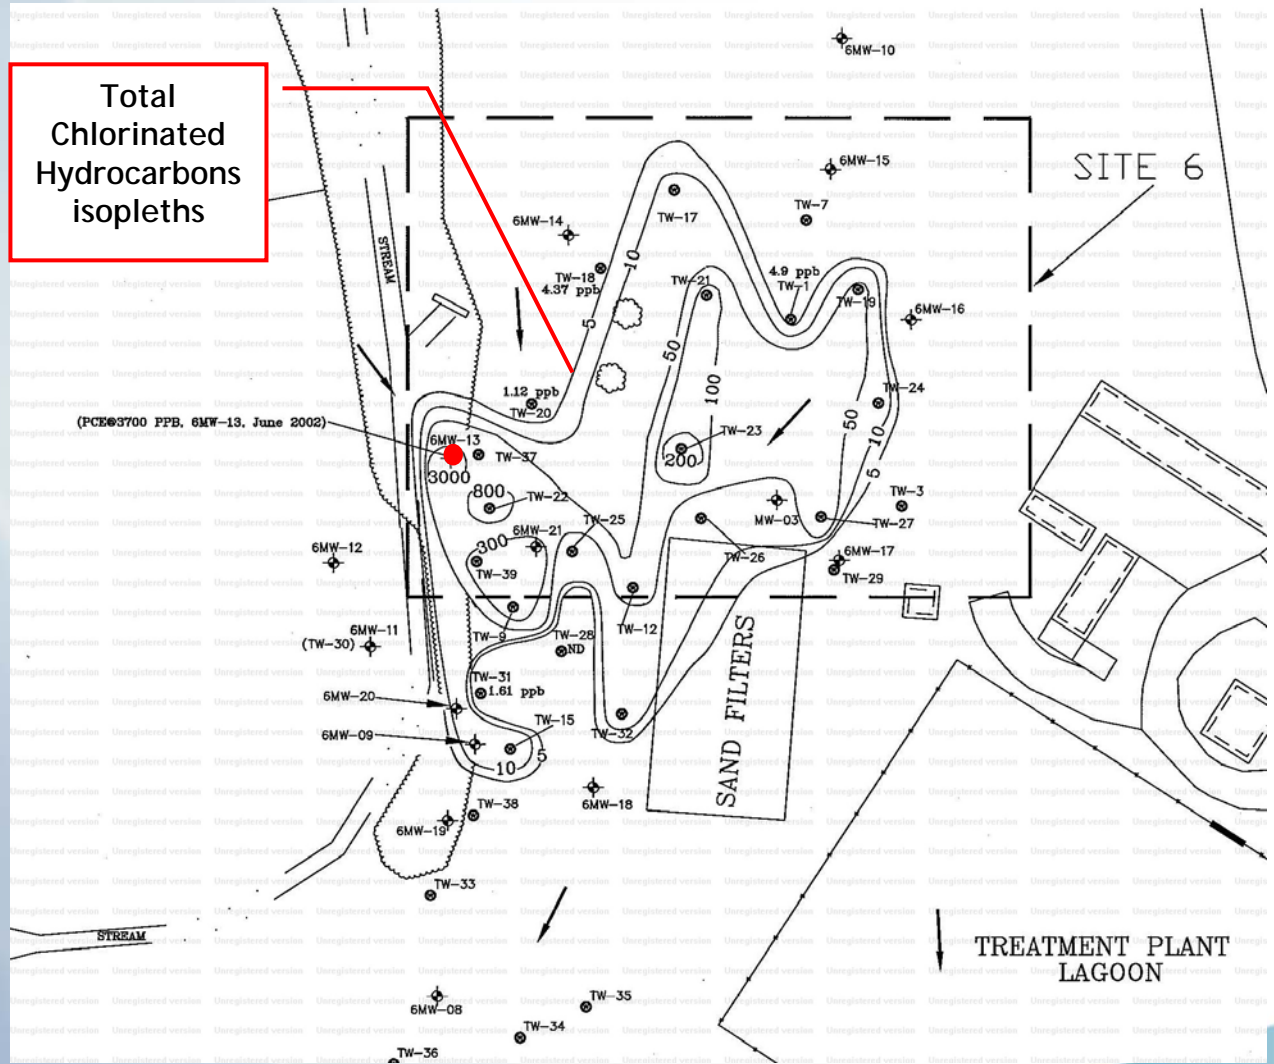 Total
Chlorinated
Hydrocarbons
isopleths
6MW-10
6MW-15
SITE 6
TW-17
TW-7
6MW-14
STREAM
TW-18
4.37 ppb
10
5
TW-21
4.9 ppb
TW-1
TW-19
6MW-16
50
100
1.12 ppb
TW-20
TW-24
50
10
5
(PCE@3700 PPB, 6MW-13, June 2002)
6MW-13
TW-37
3000
TW-23
200
800
TW-22
TW-3
MW-03
TW-27
TW-25
300
6MW-21
TW-26
6MW-12
TW-39
6MW-17
TW-29
TW-9
TW-12
6MW-11
(TW-30)
TW-28
ND
TW-31
1.61 ppb
6MW-20
6MW-09
TW-15
10
5
TW-32
SAND FILTERS
6MW-18
TW-38
6MW-19
TW-33
STREAM
TREATMENT PLANT
LAGOON
6MW-08
TW-35
TW-34
TW-36
Unregistered version